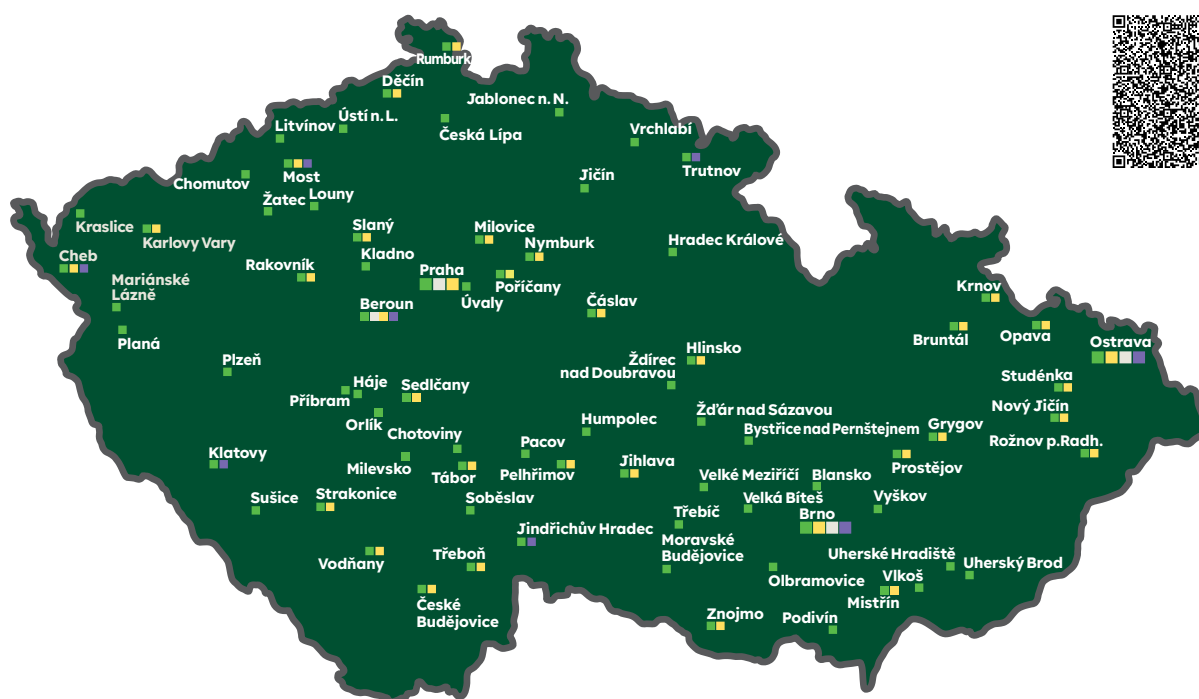 Rumburk
Děčín
Jablonec n. N.
Ústí n. L.
Litvínov
Česká Lípa
Vrchlabí
Most
Trutnov
Chomutov
Jičín
Žatec
Louny
Kraslice
Slaný
Milovice
Karlovy Vary
Nymburk
Hradec Králové
Cheb
Kladno
Rakovník
Praha
Poříčany
Mariánské
Lázně
Úvaly
Krnov
Beroun
Čáslav
Planá
Bruntál
Opava
Ostrava
Hlinsko
Plzeň
Ždírec
nad Doubravou
Studénka
Háje
Sedlčany
Příbram
Nový Jičín
Orlík
Humpolec
Žďár nad Sázavou
Grygov
Chotoviny
Bystřice nad Pernštejnem
Rožnov p. Radh.
Klatovy
Pacov
Milevsko
Jihlava
Prostějov
Tábor
Pelhřimov
Velké Meziříčí
Blansko
Sušice
Strakonice
Soběslav
Velká Bíteš
Vyškov
Třebíč
Brno
Jindřichův Hradec
Moravské
Budějovice
Vodňany
Třeboň
Uherské Hradiště
Uherský Brod
Olbramovice
Vlkoš
České
Budějovice
Mistřín
Znojmo
Podivín